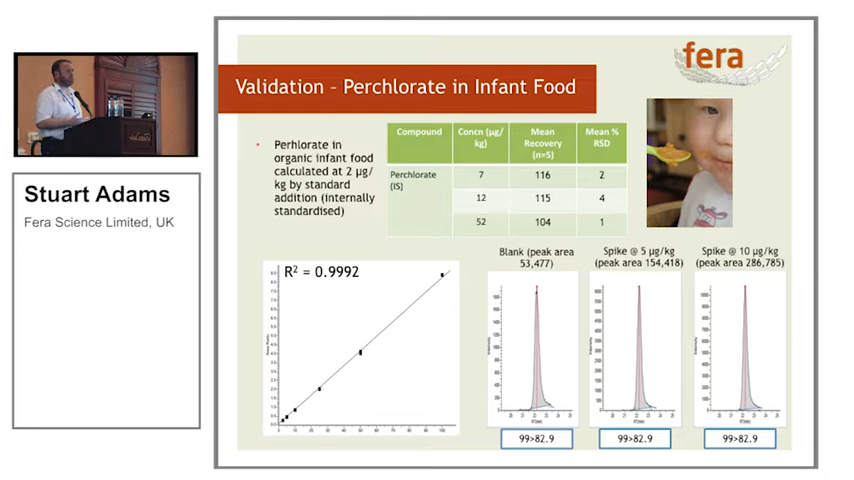 fera
Validation - Perchlorate in Infant Food
Stuart Adams
Fera Science Limited, UK
• Perhlorate in
organic infant food
calculated at 2 µg/
kg by standard
addition (internally
standardised)
Compound Concn (µg/kg) Mean Recovery (n=5) Mean % RSD
Perchlorate (IS) 7 116 2
12 115 4
52 104 1
R² = 0.9992
Blank (peak area
53,477)
Spike @ 5 µg/kg
(peak area 154,418)
Spike @ 10 µg/kg
(peak area 286,785)
99>82.9
99>82.9
99>82.9